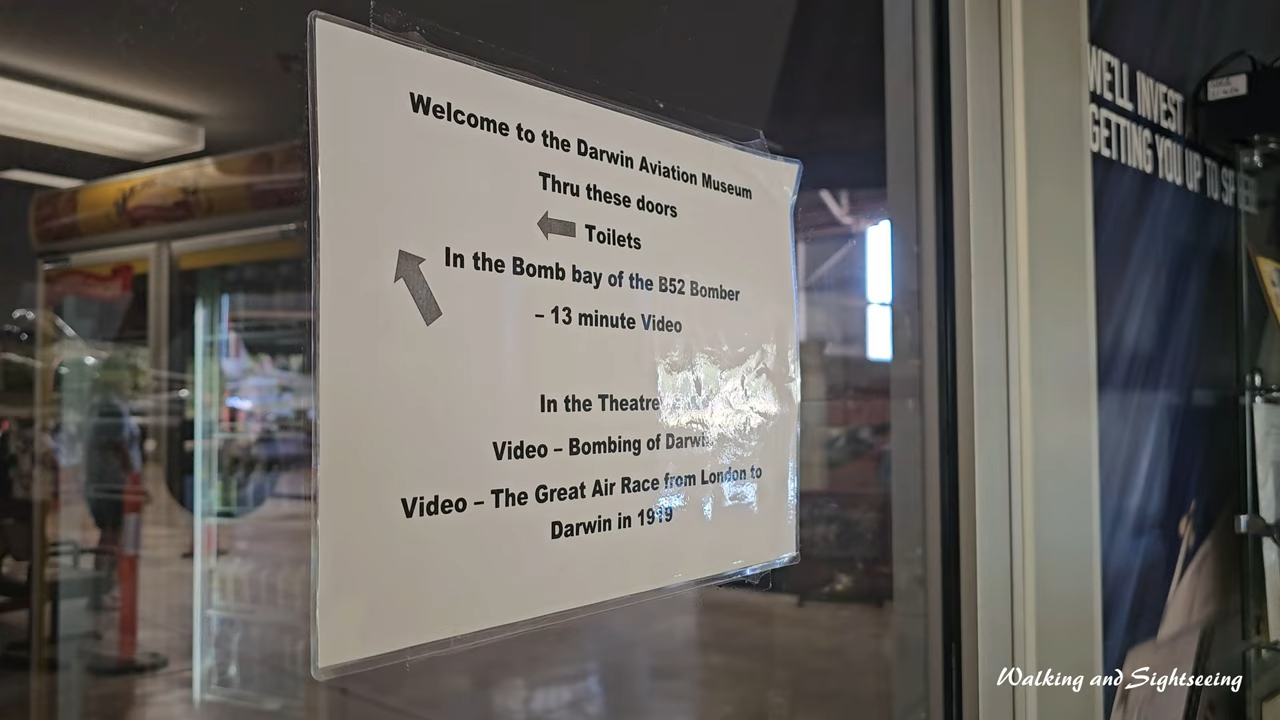 Welcome to the Darwin Aviation Museum
Thru these doors
Toilets
In the Bomb bay of the B52 Bomber
– 13 minute Video
In the Theatre
Video – Bombing of Darwin
Video – The Great Air Race from London to
Darwin in 1919
WE'LL INVEST
GETTING YOU UP TO SPEED
Walking and Sightseeing